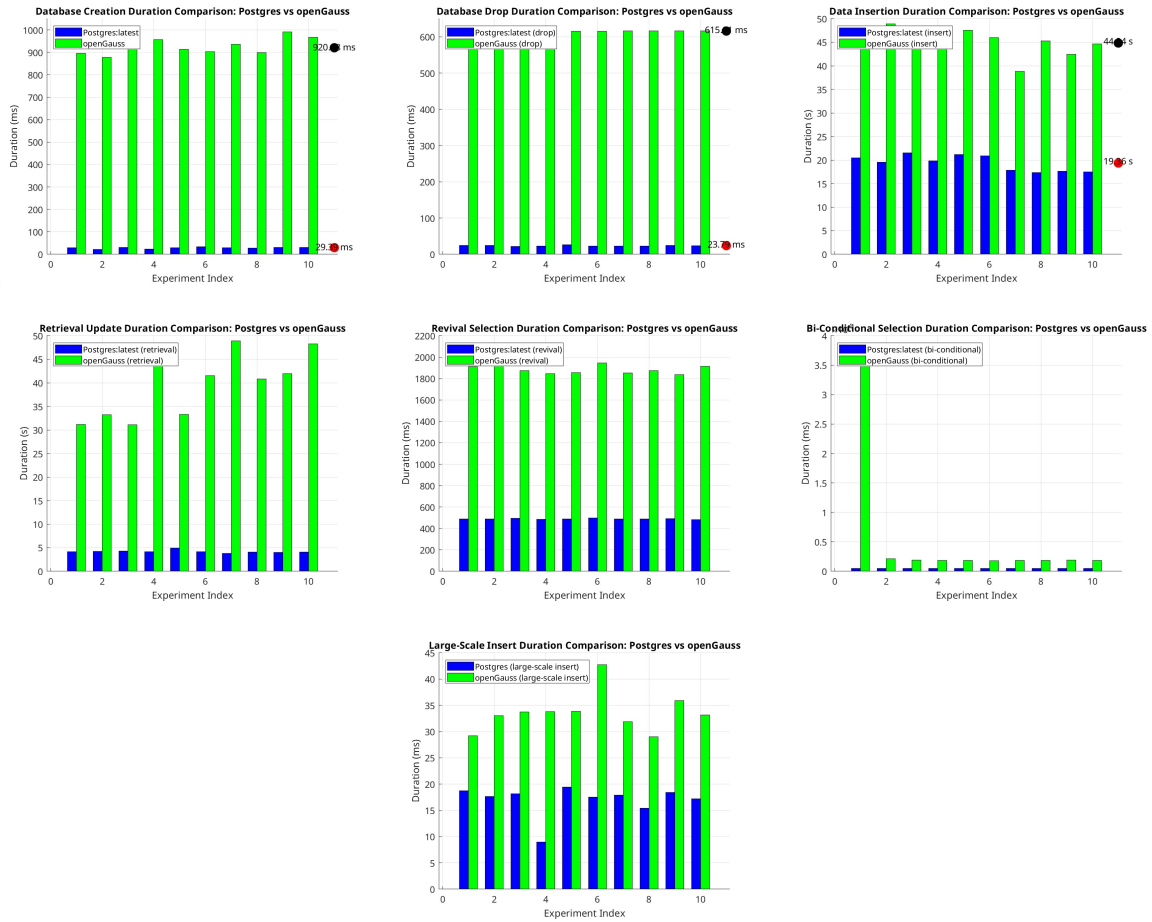 Database Creation Duration Comparison: Postgres vs openGauss
Duration (ms)
1000
900
800
700
600
500
400
300
200
100
0
Postgres:latest
openGauss
0 2 4 6 8 10
Experiment Index
Database Drop Duration Comparison: Postgres vs openGauss
Duration (ms)
600
500
400
300
200
100
0
Postgres:latest (drop)
openGauss (drop)
0 2 4 6 8 10
Experiment Index
Data Insertion Duration Comparison: Postgres vs openGauss
Duration (s)
50
45
40
35
30
25
20
15
10
5
0
Postgres:latest (insert)
openGauss (insert)
0 2 4 6 8 10
Experiment Index
Retrieval Update Duration Comparison: Postgres vs openGauss
Duration (s)
50
45
40
35
30
25
20
15
10
5
0
Postgres:latest (retrieval)
openGauss (retrieval)
0 2 4 6 8 10
Experiment Index
Revival Selection Duration Comparison: Postgres vs openGauss
Duration (ms)
2200
2000
1800
1600
1400
1200
1000
800
600
400
200
0
Postgres:latest (revival)
openGauss (revival)
0 2 4 6 8 10
Experiment Index
Bi-Conditional Selection Duration Comparison: Postgres vs openGauss
Duration (ms)
4
3.5
3
2.5
2
1.5
1
0.5
0
Postgres:latest (bi-conditional)
openGauss (bi-conditional)
0 2 4 6 8 10
Experiment Index
Large-Scale Insert Duration Comparison: Postgres vs openGauss
Duration (ms)
45
40
35
30
25
20
15
10
5
0
Postgres (large-scale insert)
openGauss (large-scale insert)
0 2 4 6 8 10
Experiment Index